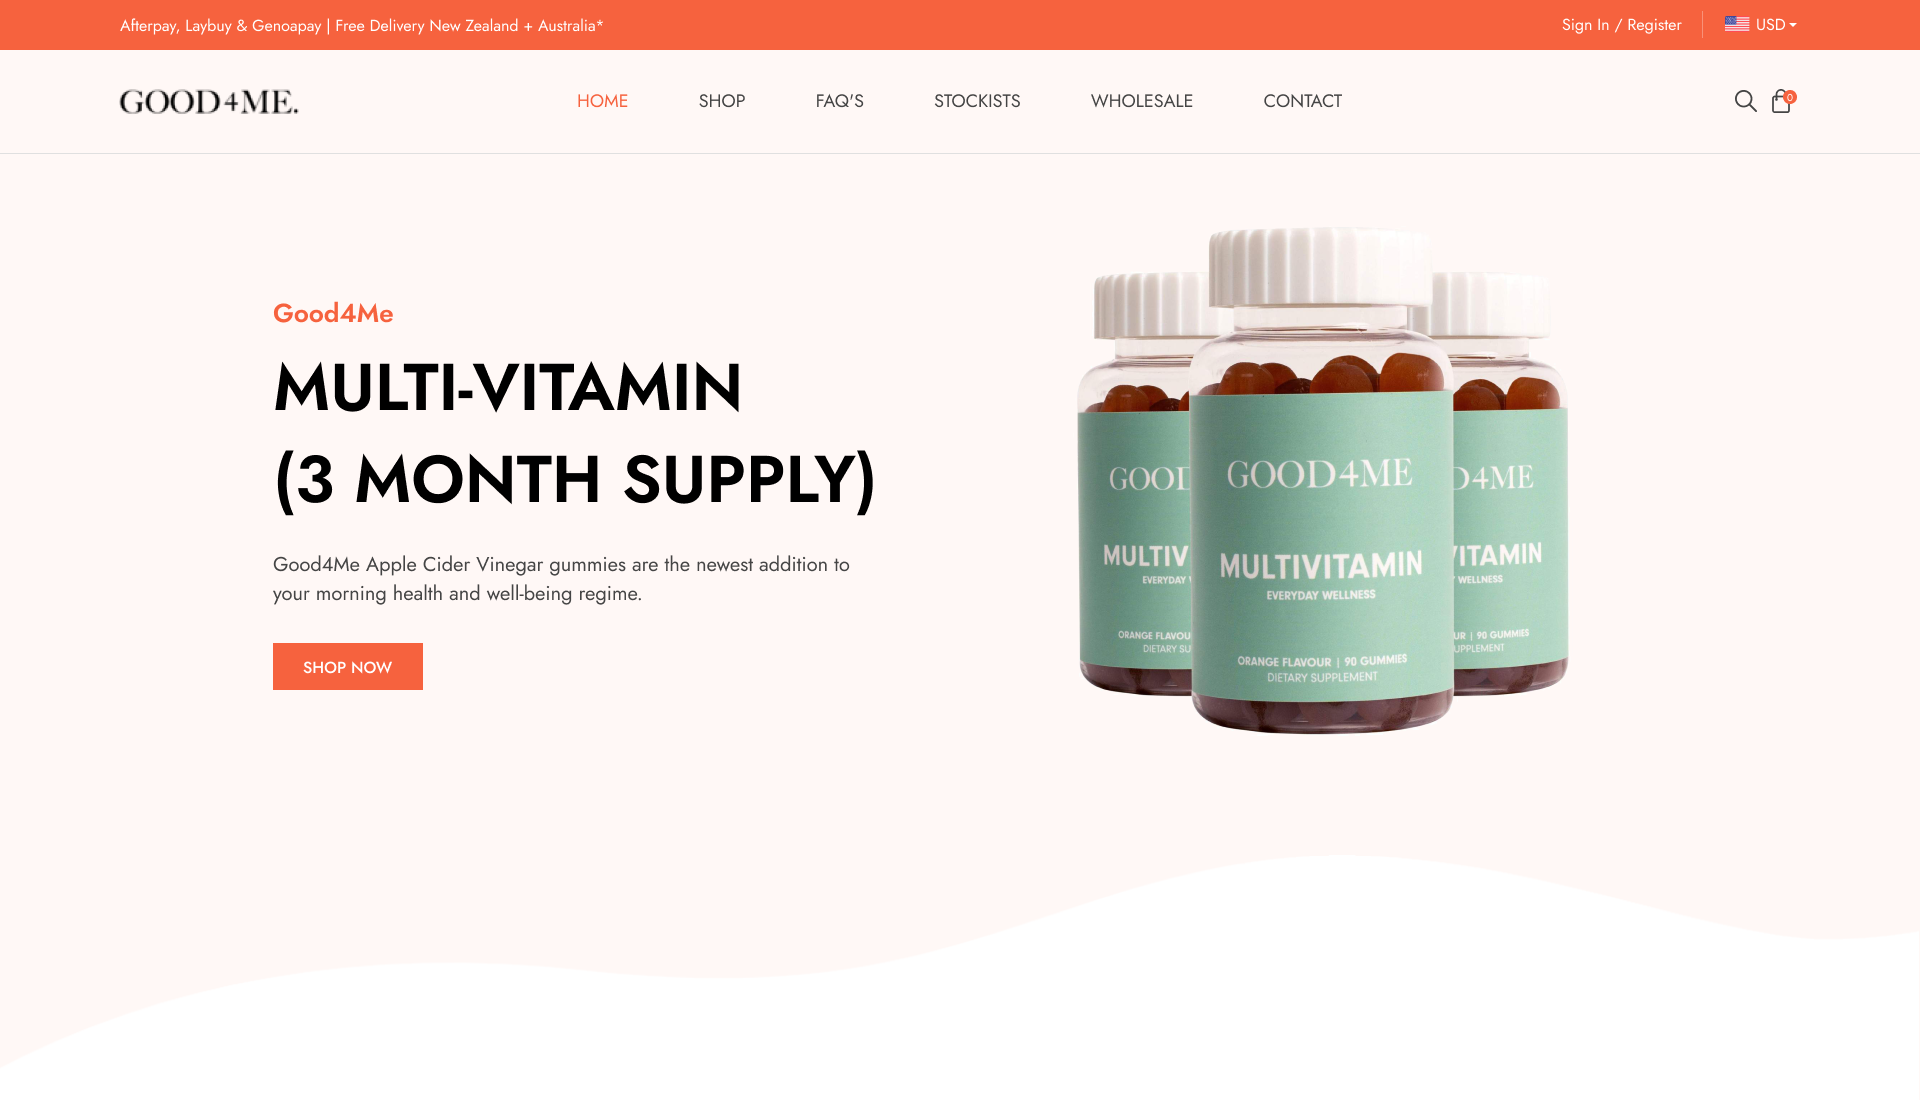 Afterpay, Laybuy & Genoapay | Free Delivery New Zealand + Australia*
Sign In / Register
USD
GOOD4ME.
HOME
SHOP
FAQ'S
STOCKISTS
WHOLESALE
CONTACT
0
Good4Me
MULTI-VITAMIN
(3 MONTH SUPPLY)
Good4Me Apple Cider Vinegar gummies are the newest addition to
your morning health and well-being regime.
SHOP NOW
GOOD
MULTIV
EVERYDAY
ORANGE FLAVOU
DIETARY SU
GOOD4ME
MULTIVITAMIN
EVERYDAY WELLNESS
ORANGE FLAVOUR | 90 GUMMIES
DIETARY SUPPLEMENT
D4ME
VITAMIN
WELLNESS
UR | 90 GUMMIES
UPPLEMENT